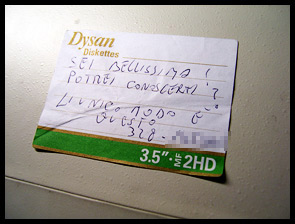 Dysan
Diskettes
SEI BELLISSIMA!
POTREI CONOSCERTI?
L'UNICO MODO È
QUESTO
328.
3.5" MF 2HD